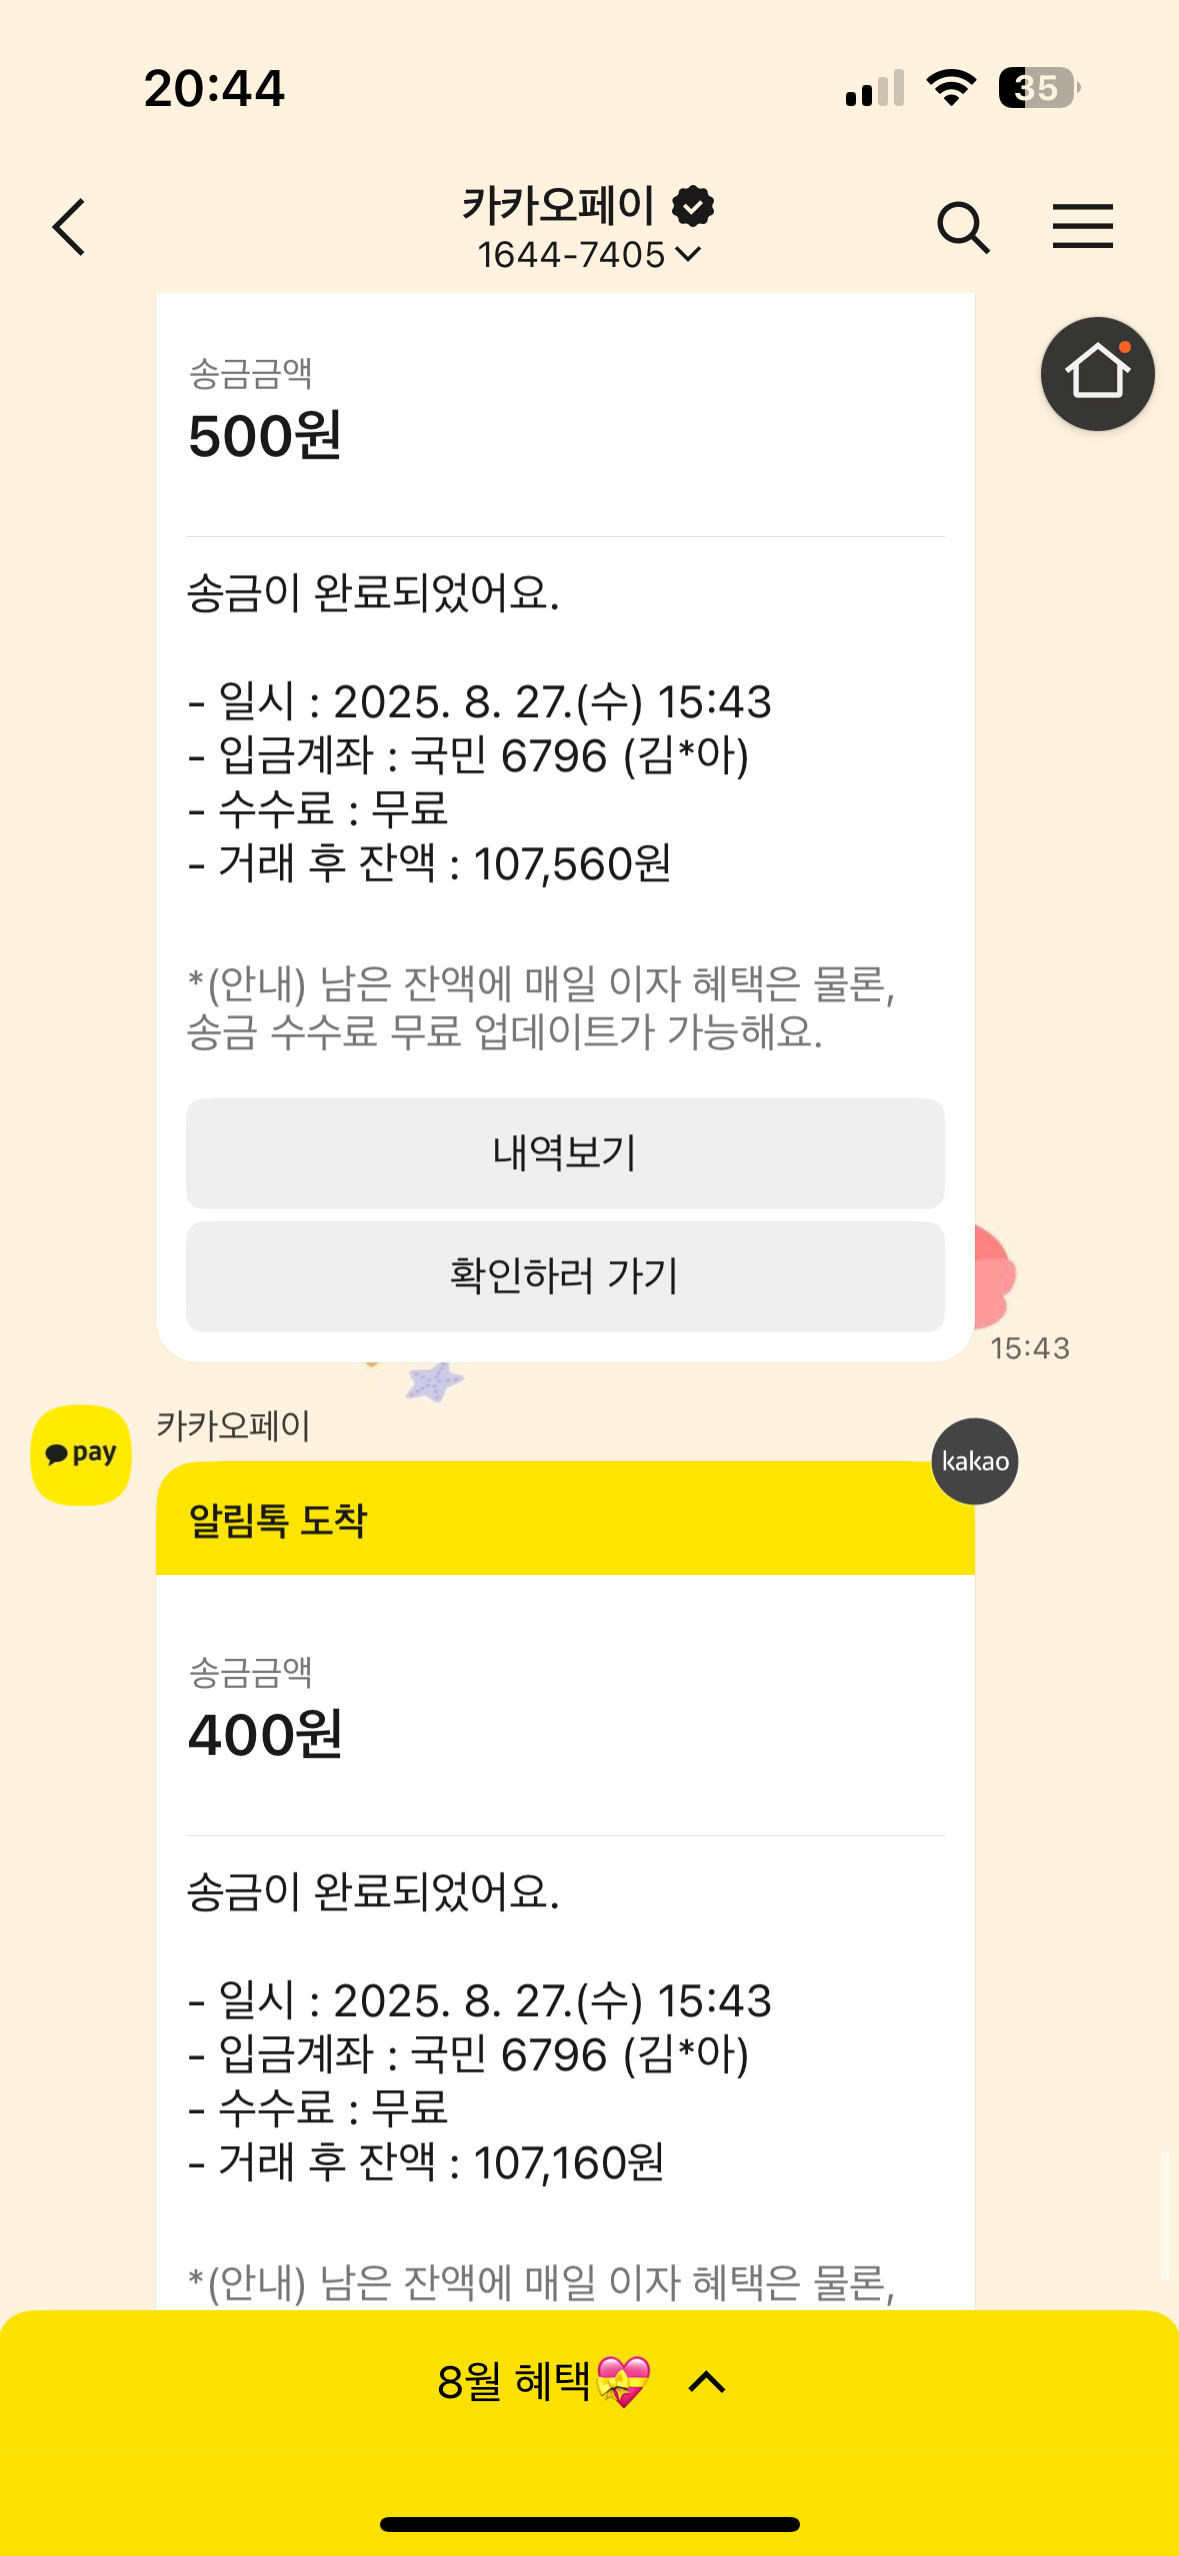 20:44
35
카카오페이
1644-7405
송금금액
500원
송금이 완료되었어요.
- 일시 : 2025. 8. 27.(수) 15:43
- 입금계좌 : 국민 6796 (김*아)
- 수수료 : 무료
- 거래 후 잔액 : 107,560원
*(안내) 남은 잔액에 매일 이자 혜택은 물론,
송금 수수료 무료 업데이트가 가능해요.
내역보기
확인하러 가기
15:43
pay
카카오페이
kakao
알림톡 도착
송금금액
400원
송금이 완료되었어요.
- 일시 : 2025. 8. 27.(수) 15:43
- 입금계좌 : 국민 6796 (김*아)
- 수수료 : 무료
- 거래 후 잔액 : 107,160원
*(안내) 남은 잔액에 매일 이자 혜택은 물론,
8월 혜택💝